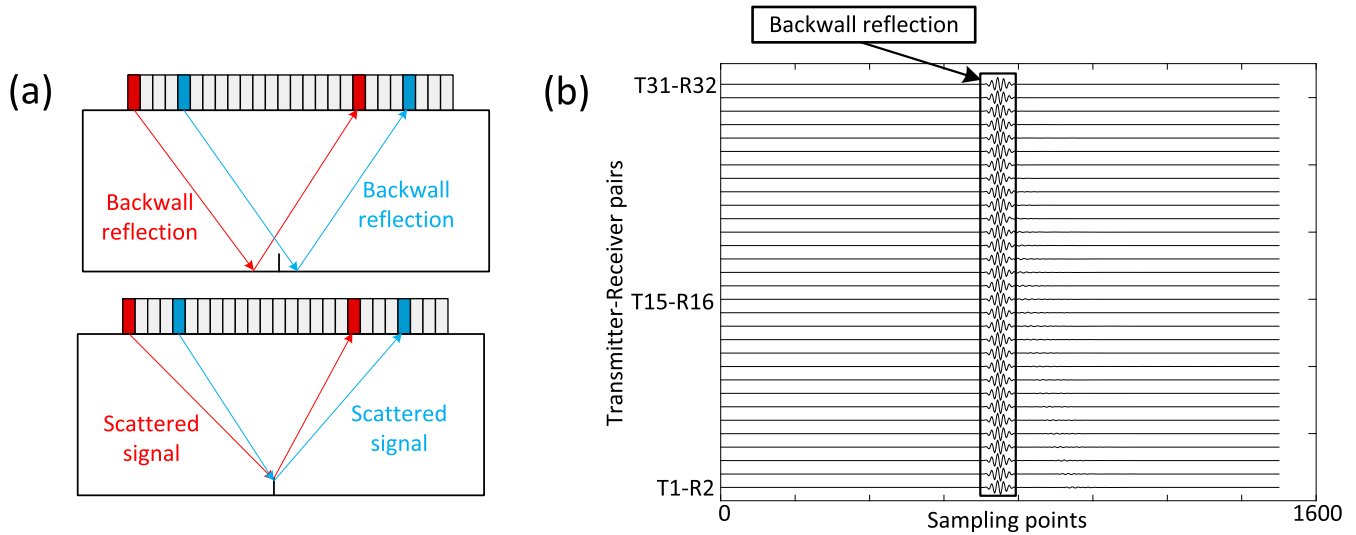 (a)
Backwall
reflection
Backwall
reflection
Scattered
signal
Scattered
signal
(b)
Backwall reflection
T31-R32
T15-R16
T1-R2
Transmitter-Receiver pairs
0
1600
Sampling points